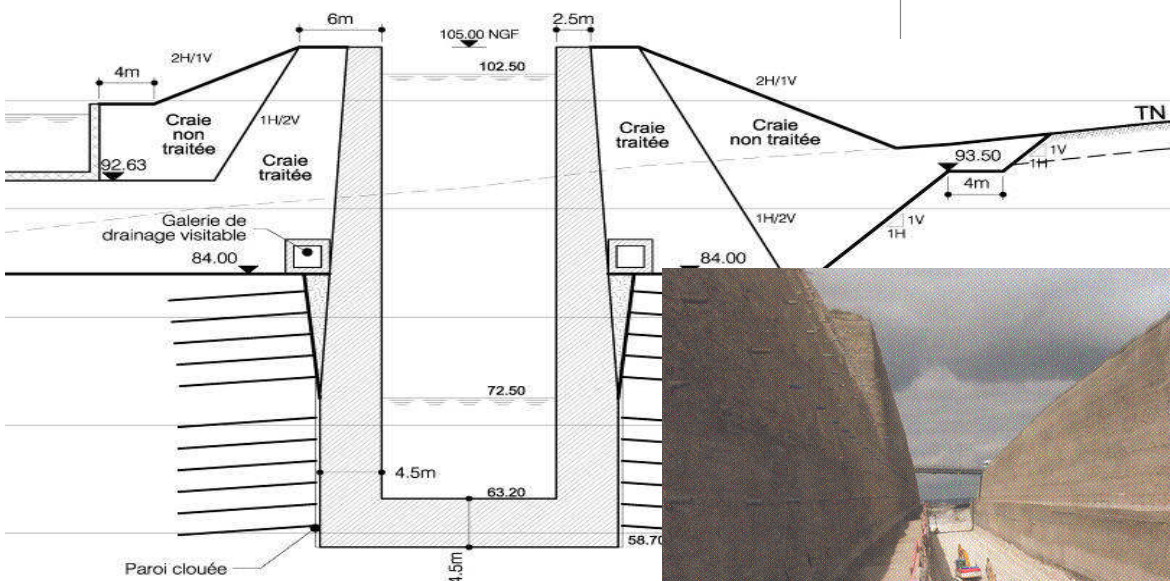 6m
105.00 NGF
2.5m
2H/1V
102.50
2H/1V
4m
Craie
non
traitée
1H/2V
Craie
traitée
Craie
traitée
Craie
non traitée
TN
92.63
93.50
1V
1H
4m
Galerie de
drainage visitable
84.00
84.00
1H/2V
1V
1H
72.50
4.5m
63.20
58.70
4.5m
Paroi clouée